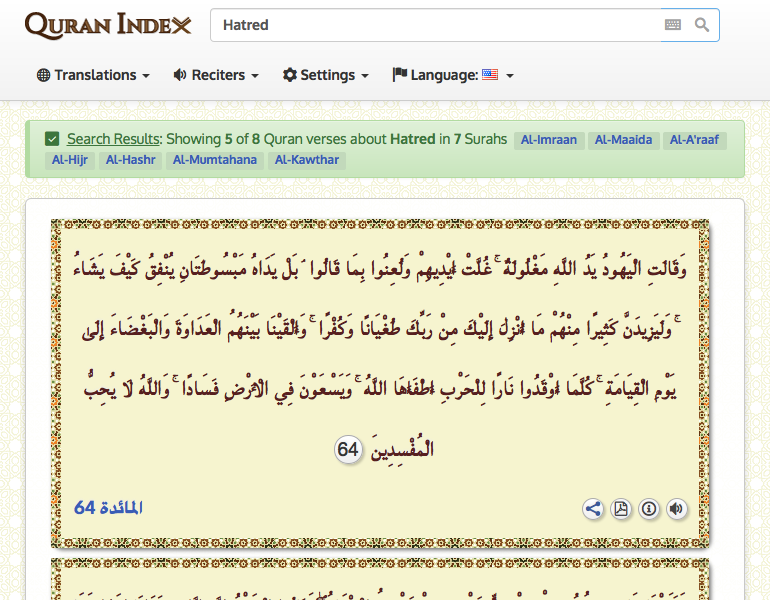 QURAN INDEX
Hatred
Translations
Reciters
Settings
Language:
Search Results: Showing 5 of 8 Quran verses about Hatred in 7 Surahs Al-Imraan Al-Maaida Al-A'raaf
Al-Hijr Al-Hashr Al-Mumtahana Al-Kawthar
وَقَالَتِ الْيَهُودُ يَدُ اللَّهِ مَغْلُولَةٌ ۚ غُلَّتْ أَيْدِيهِمْ وَلُعِنُوا بِمَا قَالُوا ۘ بَلْ يَدَاهُ مَبْسُوطَتَانِ يُنْفِقُ كَيْفَ يَشَاءُ
ۚ وَلَيَزِيدَنَّ كَثِيرًا مِنْهُمْ مَا أُنْزِلَ إِلَيْكَ مِنْ رَبِّكَ طُغْيَانًا وَكُفْرًا ۚ وَأَلْقَيْنَا بَيْنَهُمُ الْعَدَاوَةَ وَالْبَغْضَاءَ إِلَى
يَوْمِ الْقِيَامَةِ ۚ كُلَّمَا أَوْقَدُوا نَارًا لِلْحَرْبِ أَطْفَأَهَا اللَّهُ ۚ وَيَسْعَوْنَ فِي الْأَرْضِ فَسَادًا ۚ وَاللَّهُ لَا يُحِبُّ
الْمُفْسِدِينَ 64
المائدة 64